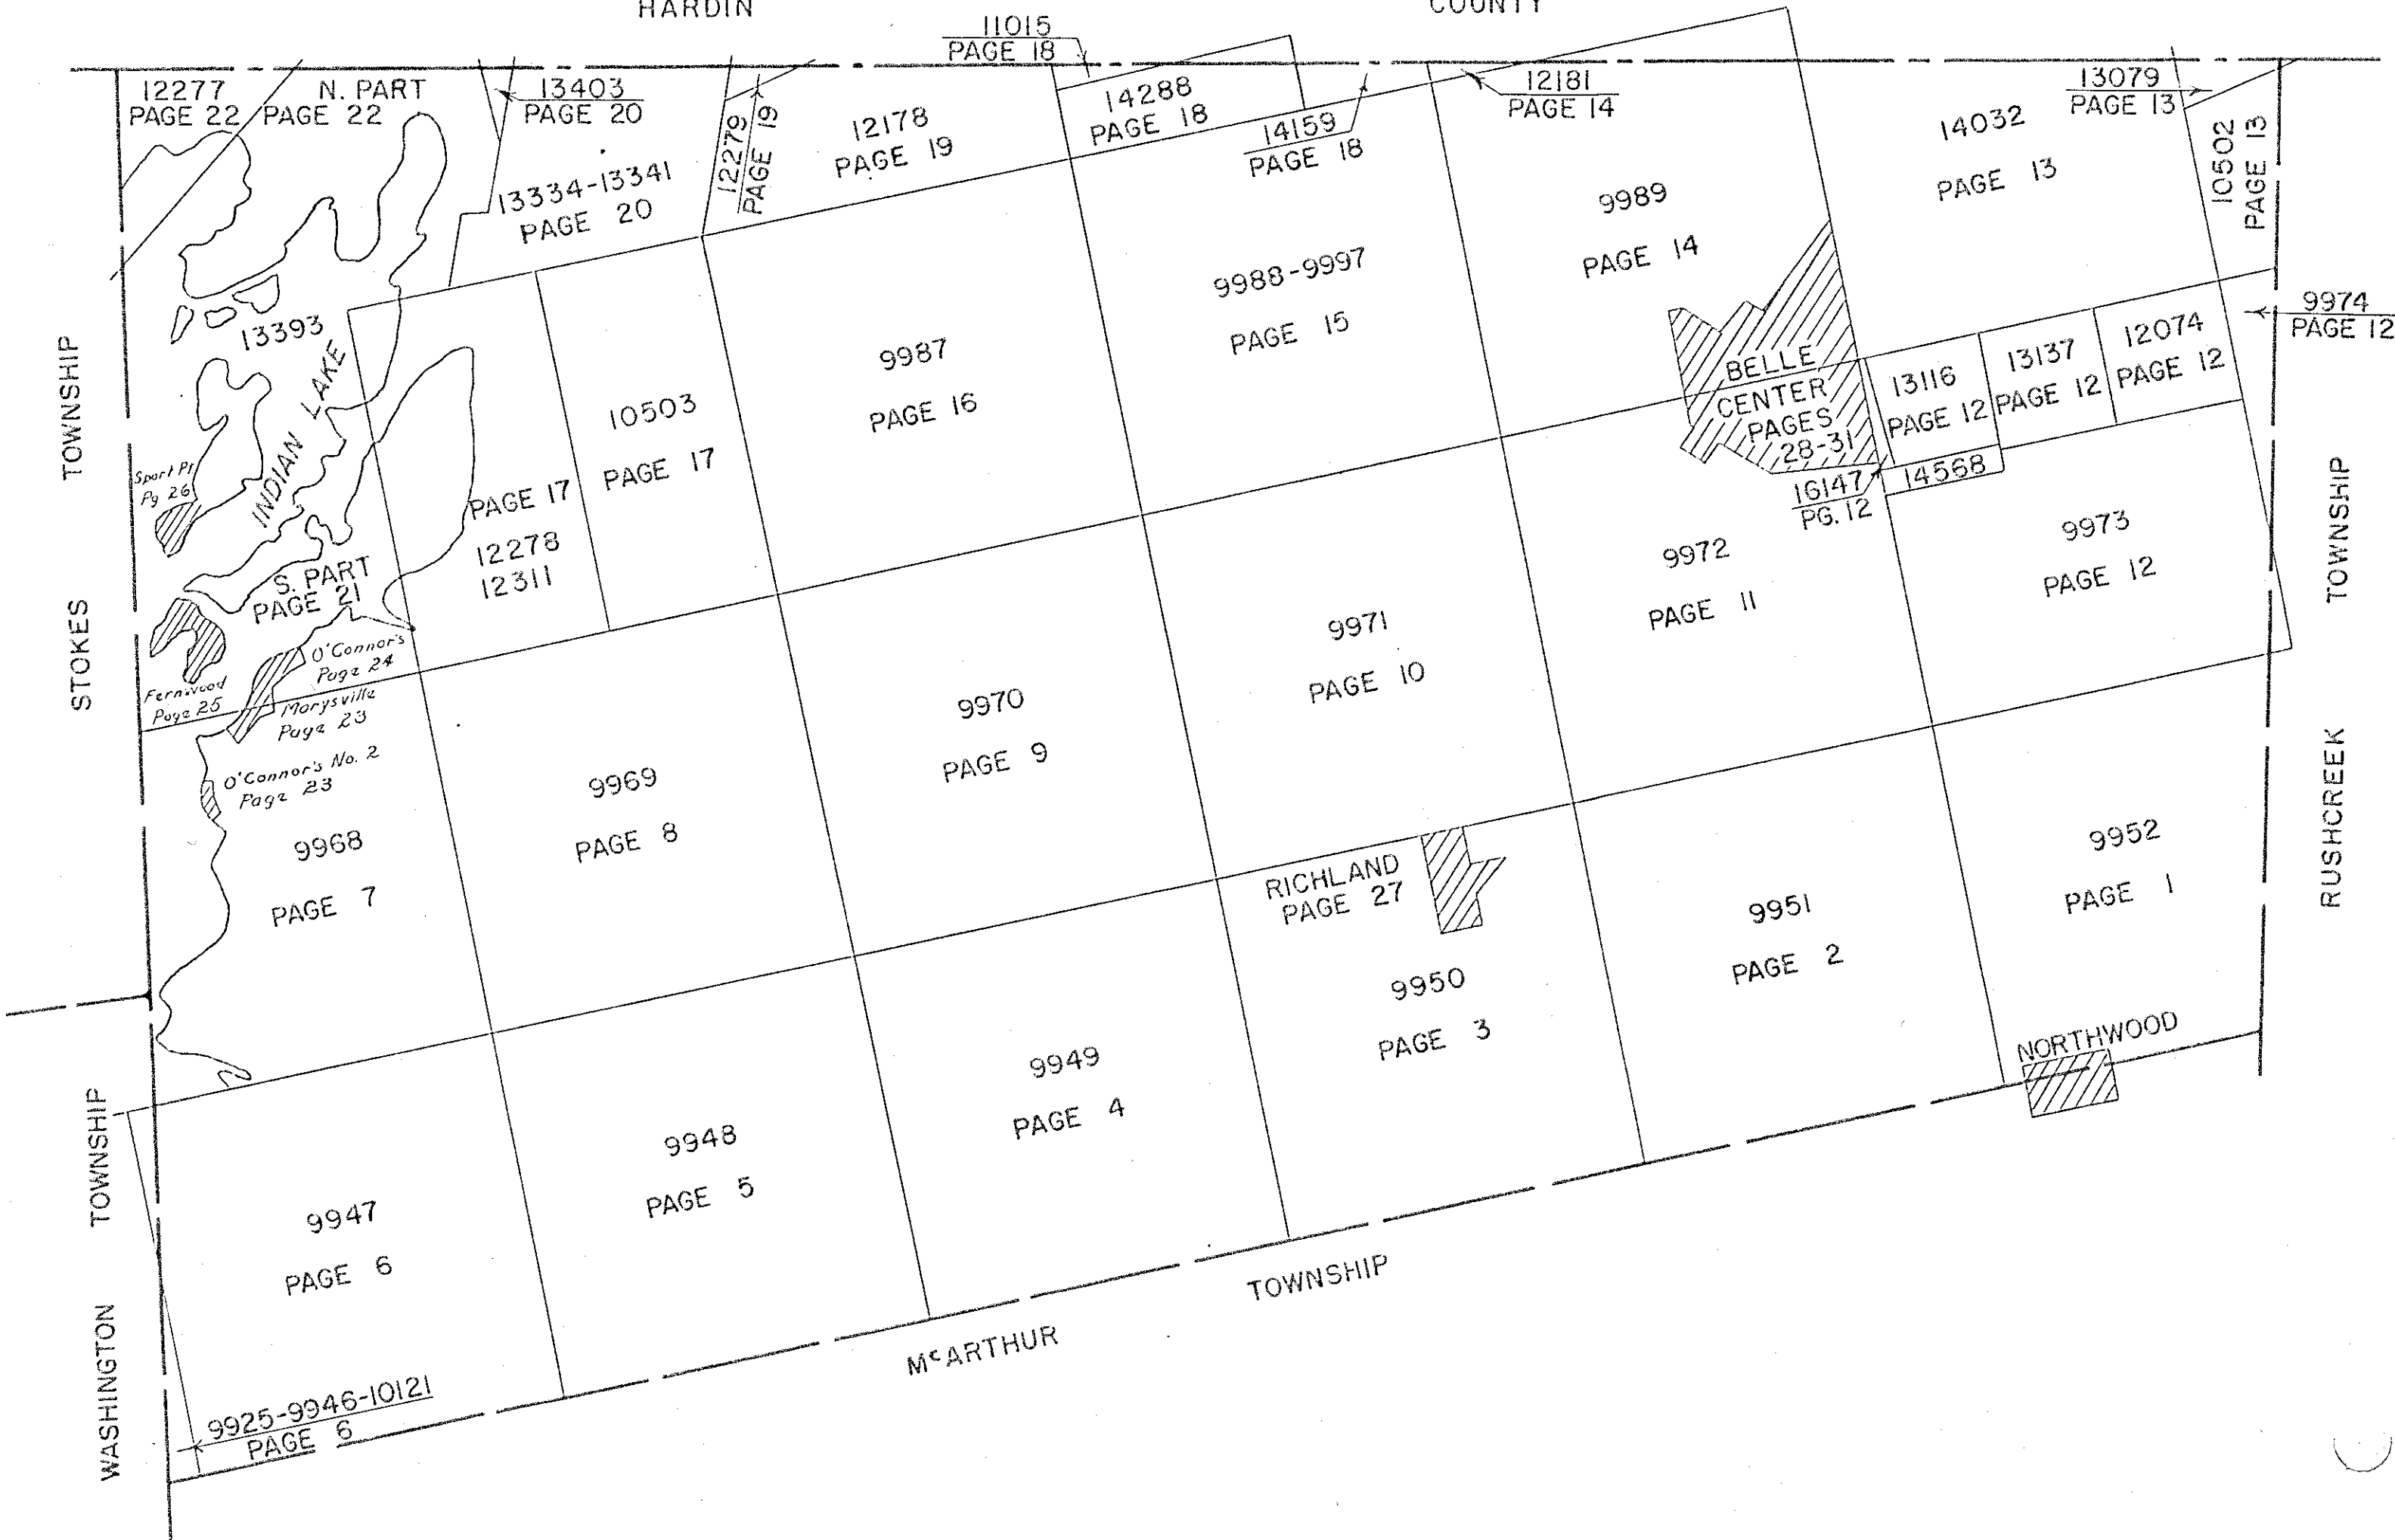 HARDIN
COUNTY
11015
PAGE 18
12277
PAGE 22
N. PART
PAGE 22
13403
PAGE 20
12279
PAGE 19
12178
PAGE 19
14288
PAGE 18
14159
PAGE 18
12181
PAGE 14
14032
PAGE 13
13079
PAGE 13
10502
PAGE 13
13334-13341
PAGE 20
9989
PAGE 14
9988-9997
PAGE 15
9987
PAGE 16
10503
PAGE 17
PAGE 17
12278
12311
13393
INDIAN LAKE
9974
PAGE 12
12074
PAGE 12
13137
PAGE 12
13116
PAGE 12
BELLE
CENTER
PAGES
28-31
16147
PG. 12
14568
STOKES TOWNSHIP
Sport Pt
Pg 26
S. PART
PAGE 21
O'Connor's
Page 24
Fernwood
Page 25
Marysville
Page 23
O'Connor's No. 2
Page 23
9968
PAGE 7
9969
PAGE 8
9970
PAGE 9
9971
PAGE 10
9972
PAGE 11
9973
PAGE 12
RUSHCREEK TOWNSHIP
RICHLAND
PAGE 27
9952
PAGE 1
9951
PAGE 2
9950
PAGE 3
9949
PAGE 4
9948
PAGE 5
9947
PAGE 6
NORTHWOOD
9925-9946-10121
PAGE 6
WASHINGTON TOWNSHIP
McARTHUR TOWNSHIP